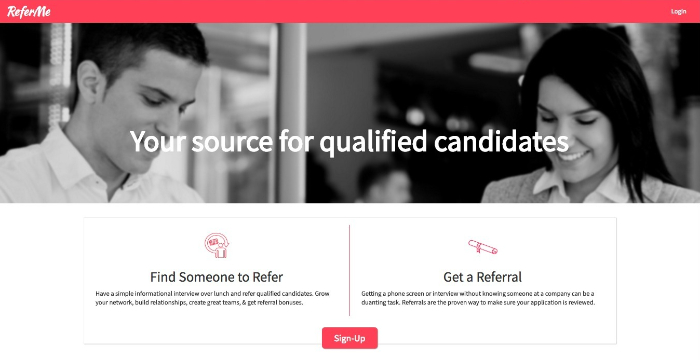 ReferMe
Login
Your source for qualified candidates
Find Someone to Refer
Have a simple informational interview over lunch and refer qualified candidates. Grow
your network, build relationships, create great teams, & get referral bonuses.
Get a Referral
Getting a phone screen or interview without knowing someone at a company can be a
duanting task. Referrals are the proven way to make sure your application is reviewed.
Sign-Up